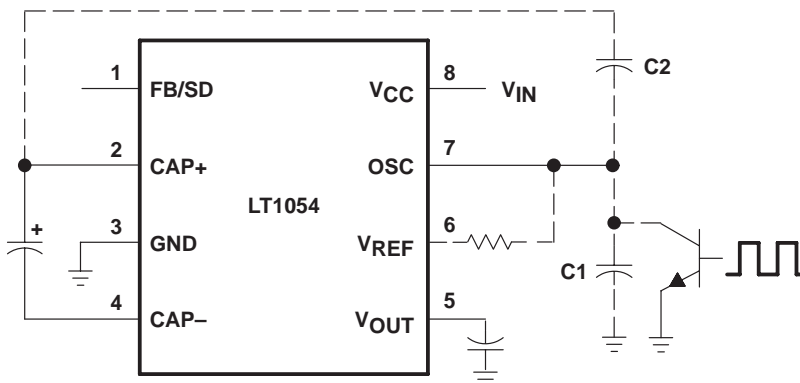 C2
1 FB/SD VCC 8 VIN
2 CAP+ OSC 7
LT1054
+ 3 GND VREF 6
C1
4 CAP– VOUT 5